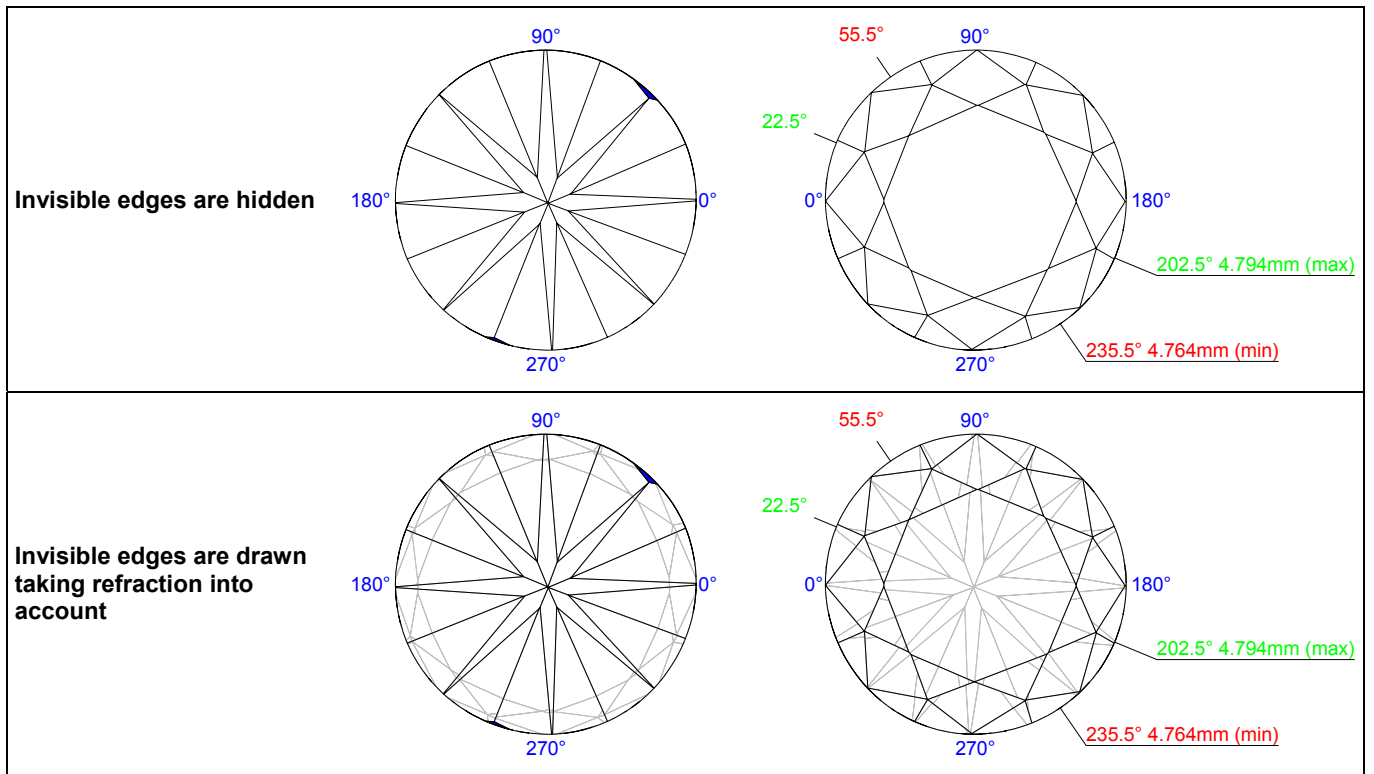 90°
55.5°
90°
22.5°
Invisible edges are hidden
180°
0°
0°
180°
202.5° 4.794mm (max)
235.5° 4.764mm (min)
270°
270°
90°
55.5°
90°
22.5°
Invisible edges are drawn
taking refraction into
account
180°
0°
0°
180°
202.5° 4.794mm (max)
235.5° 4.764mm (min)
270°
270°